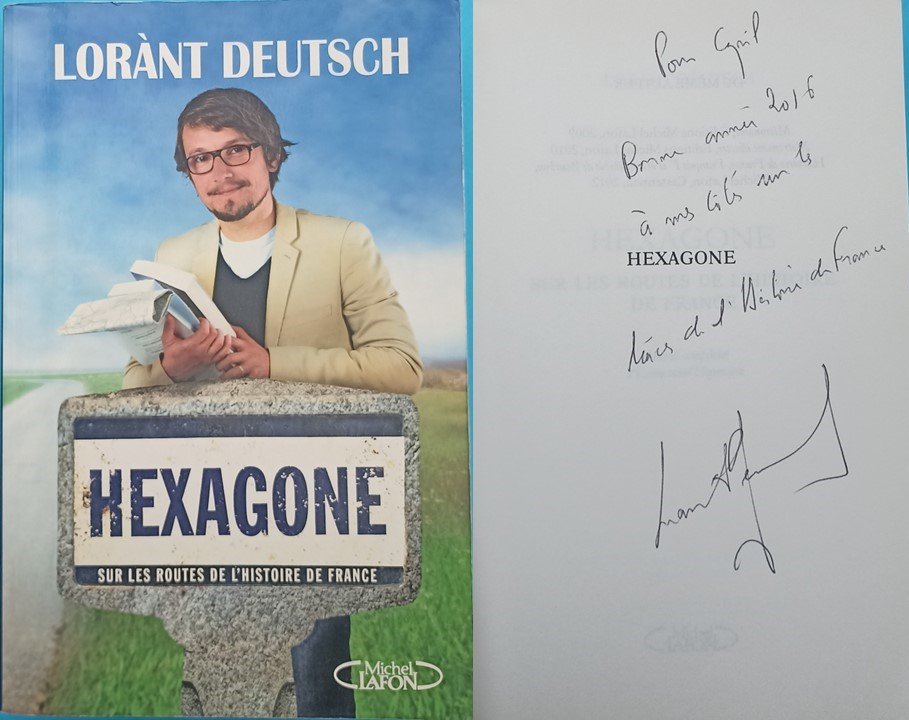 LORÀNT DEUTSCH
HEXAGONE
SUR LES ROUTES DE L'HISTOIRE DE FRANCE
Michel
LAFON
Pour Cyril
Bonne année 2016
à mes côtés sur les
HEXAGONE
de l'Histoire de France